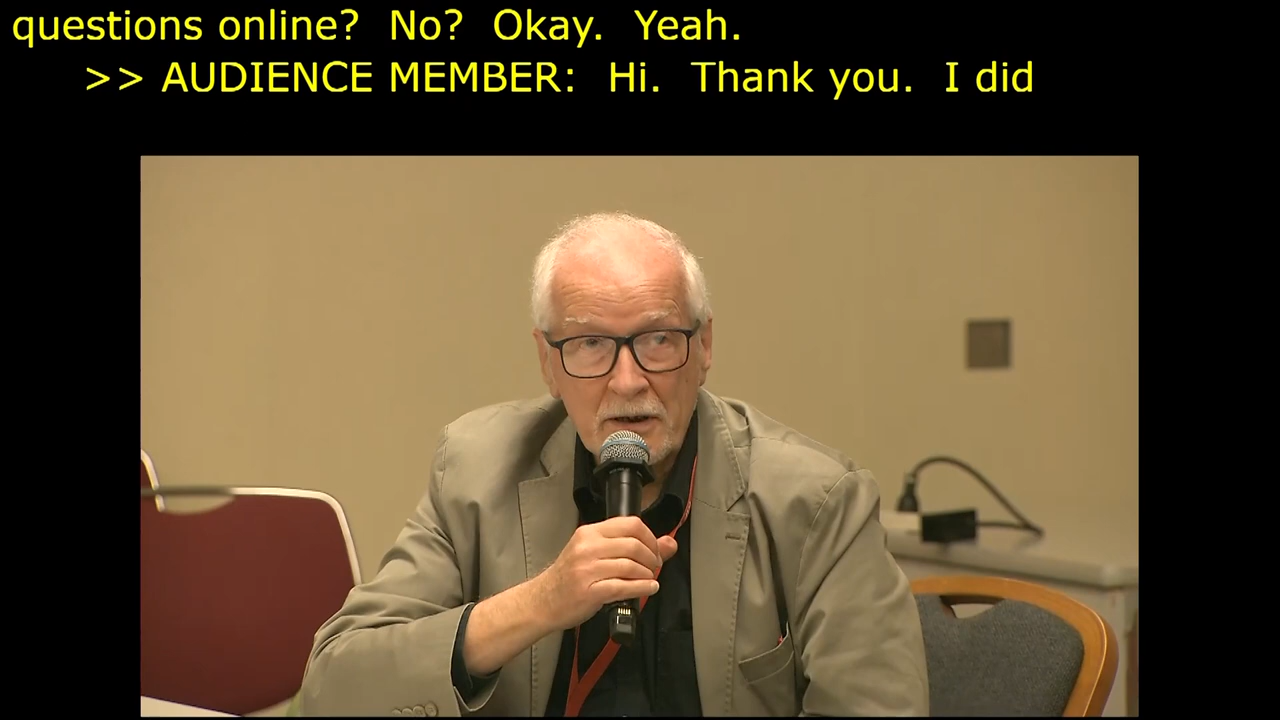 questions online?  No?  Okay.  Yeah.
>> AUDIENCE MEMBER:  Hi.  Thank you.  I did